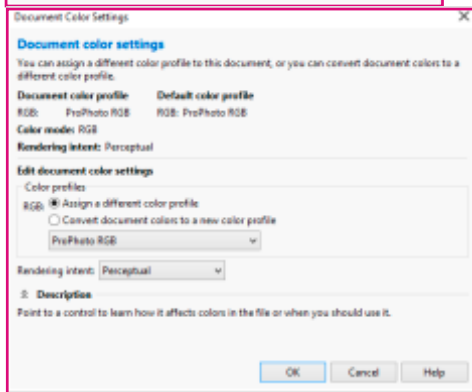 Document Color Settings
Document color settings
You can assign a different color profile to this document, or you can convert document colors to a
different color profile.
Document color profile Default color profile
RGB: ProPhoto RGB RGB: ProPhoto RGB
Color mode: RGB
Rendering intent: Perceptual
Edit document color settings
Color profiles
RGB: Assign a different color profile
Convert document colors to a new color profile
ProPhoto RGB
Rendering intent: Perceptual
Description
Point to a control to learn how it affects colors in the file or when you should use it.
OK Cancel Help